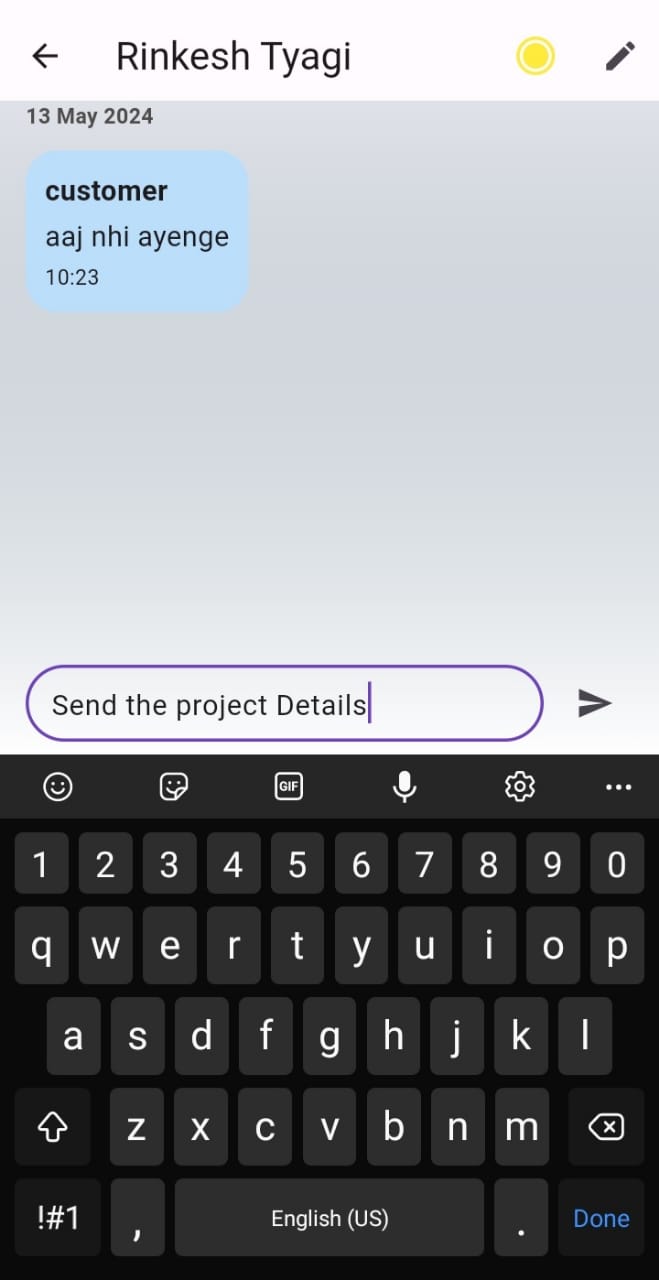 Rinkesh Tyagi
13 May 2024
customer
aaj nhi ayenge
10:23
Send the project Details
GIF
1 2 3 4 5 6 7 8 9 0
q w e r t y u i o p
a s d f g h j k l
z x c v b n m
!#1 , English (US) . Done